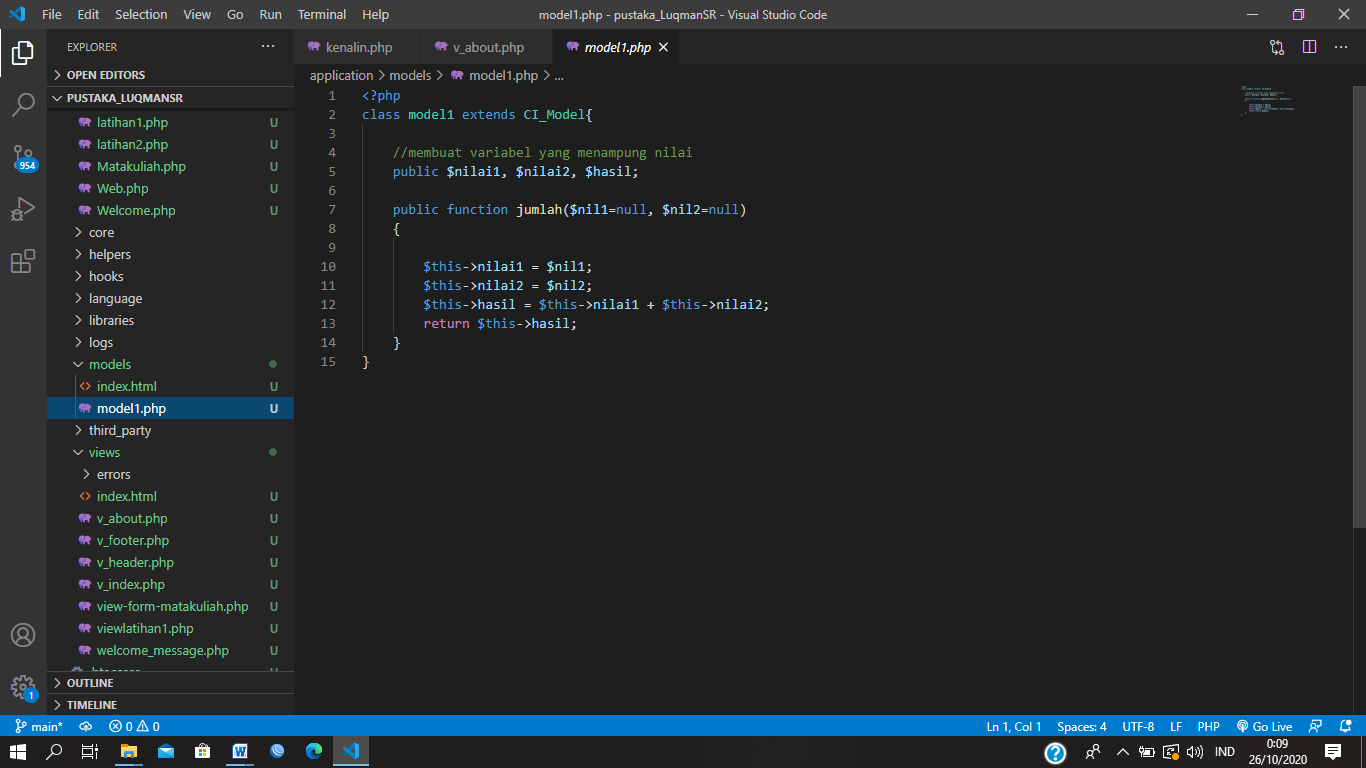 File Edit Selection View Go Run Terminal Help
model1.php - pustaka_LuqmanSR - Visual Studio Code
EXPLORER
OPEN EDITORS
PUSTAKA_LUQMANSR
latihan1.php U
latihan2.php U
Matakuliah.php U
Web.php U
Welcome.php U
core
helpers
hooks
language
libraries
logs
models
index.html U
model1.php U
third_party
views
errors
index.html U
v_about.php U
v_footer.php U
v_header.php U
v_index.php U
view-form-matakuliah.php U
viewlatihan1.php U
welcome_message.php U
OUTLINE
TIMELINE
954
1
kenalin.php v_about.php model1.php
application > models > model1.php > ...
1 <?php
2 class model1 extends CI_Model{
3
4 //membuat variabel yang menampung nilai
5 public $nilai1, $nilai2, $hasil;
6
7 public function jumlah($nil1=null, $nil2=null)
8 {
9
10 $this->nilai1 = $nil1;
11 $this->nilai2 = $nil2;
12 $this->hasil = $this->nilai1 + $this->nilai2;
13 return $this->hasil;
14 }
15 }
main* 0 0 Ln 1, Col 1 Spaces: 4 UTF-8 LF PHP Go Live
IND
0:09
26/10/2020